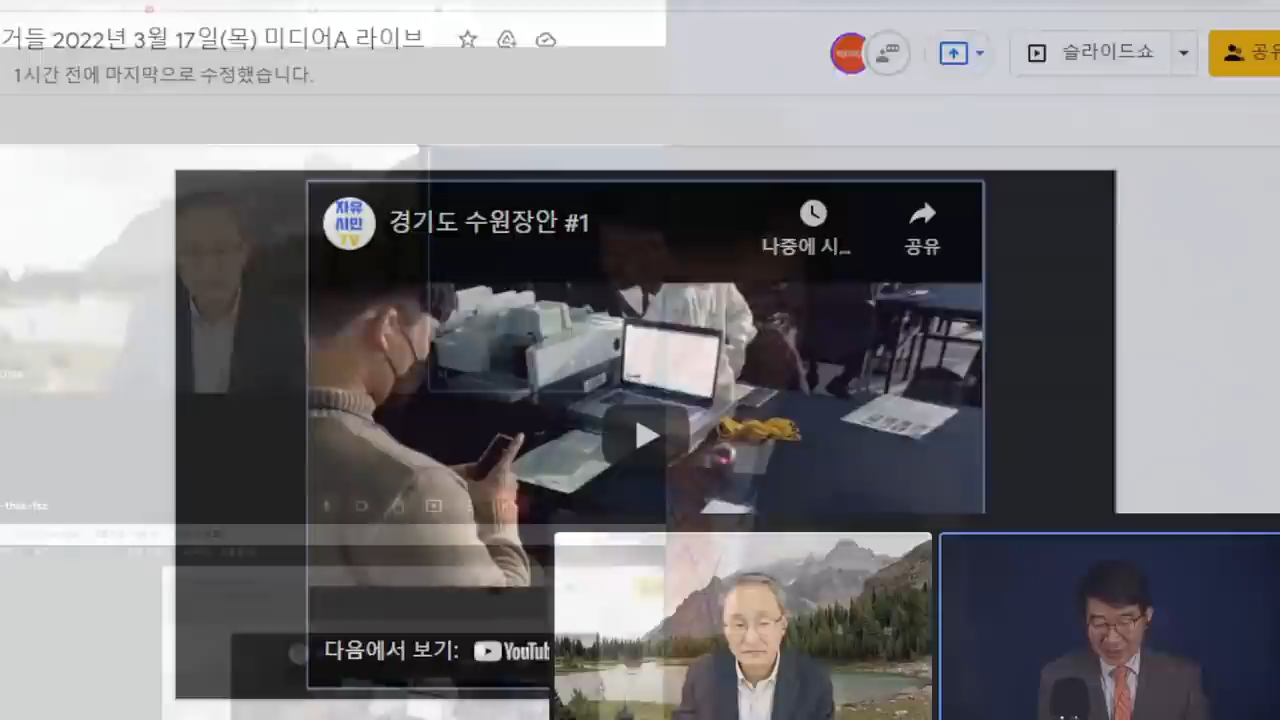 거들 2022년 3월 17일(목) 미디어A 라이브
1시간 전에 마지막으로 수정했습니다.
슬라이드쇼
공유
자유
시민
TV
경기도 수원장안 #1
나중에 시...
공유
다음에서 보기: YouTub